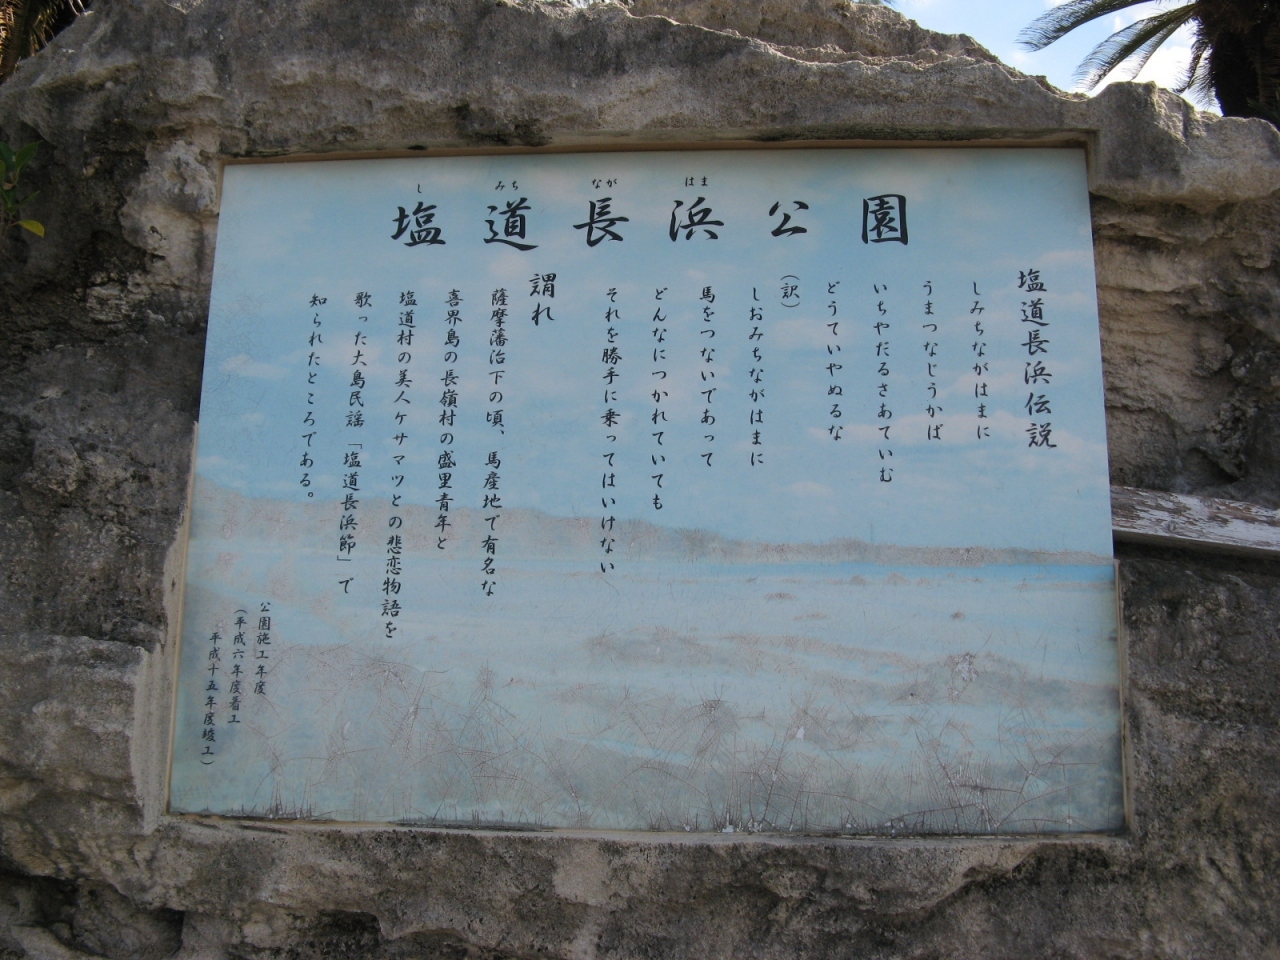 し みち なが はま
塩道長浜公園
塩道長浜伝説
しみちながはまに
うまつなじうかば
いちやだるさあていむ
どうていやぬるな
(訳)
しおみちながはまに
馬をつないであって
どんなにつかれていても
それを勝手に乗ってはいけない
謂れ
薩摩藩治下の頃、馬産地で有名な
喜界島の長嶺村の盛里青年と
塩道村の美人ケサマツとの悲恋物語を
歌った大島民謡「塩道長浜節」で
知られたところである。
公園施工年度
(平成六年度着工
平成十五年度竣工)